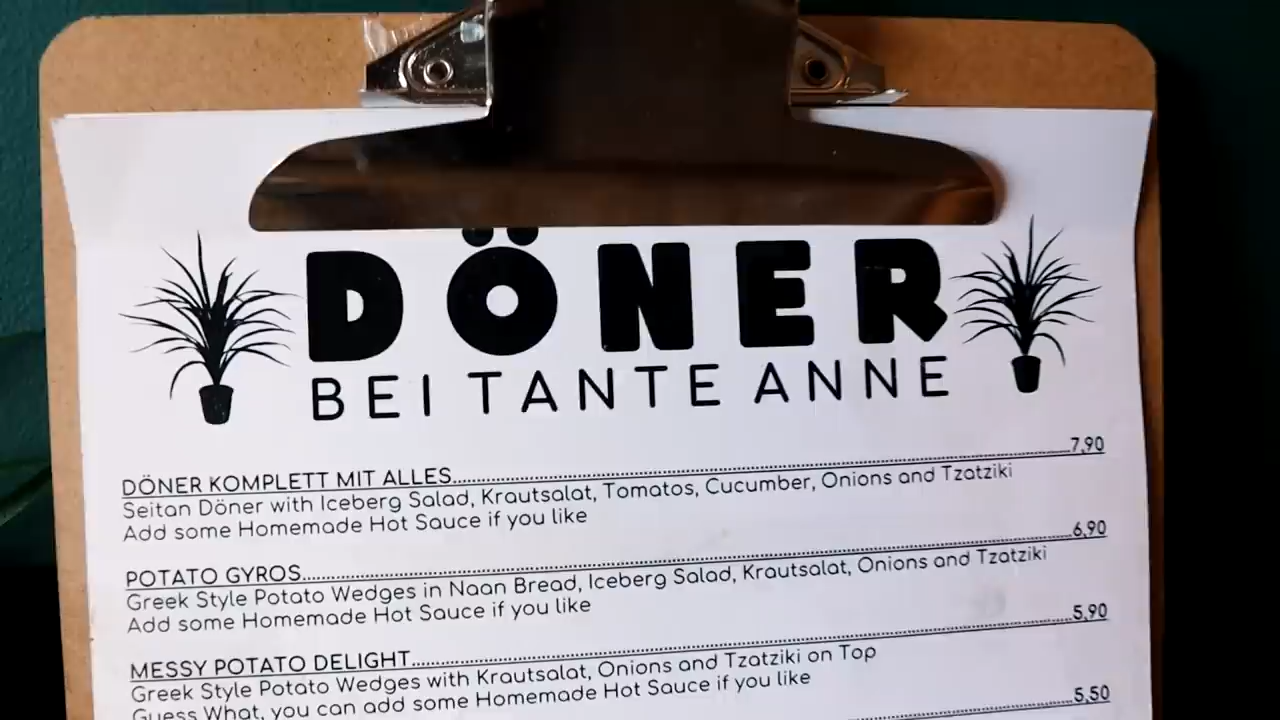 DÖNER
BEI TANTE ANNE
DÖNER KOMPLETT MIT ALLES....................7,90
Seitan Döner with Iceberg Salad, Krautsalat, Tomatos, Cucumber, Onions and Tzatziki
Add some Homemade Hot Sauce if you like
POTATO GYROS....................6,90
Greek Style Potato Wedges in Naan Bread, Iceberg Salad, Krautsalat, Onions and Tzatziki
Add some Homemade Hot Sauce if you like
MESSY POTATO DELIGHT....................5,90
Greek Style Potato Wedges with Krautsalat, Onions and Tzatziki on Top
Guess What, you can add some Homemade Hot Sauce if you like
5,50